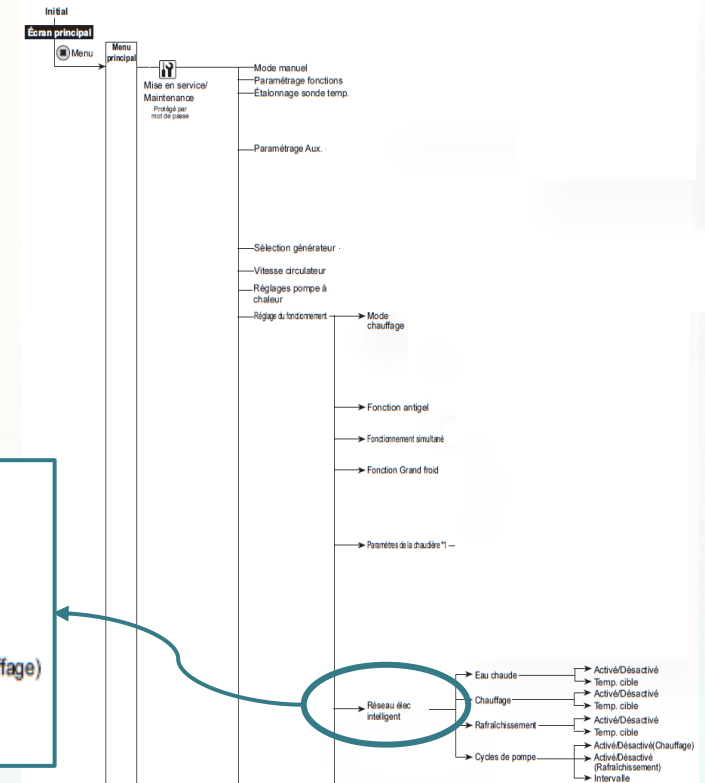 Initial
Écran principal
Menu
Menu
principal
Mise en service/
Maintenance
Protégé par
mot de passe
Mode manuel
Paramétrage fonctions
Étalonnage sonde temp.
Paramétrage Aux.
Sélection générateur
Vitesse circulateur
Réglages pompe à
chaleur
Réglage du fonctionnement
Mode
chauffage
Fonction antigel
Fonctionnement simultané
Fonction Grand froid
Paramètres de la chaudière *1
Réseau élec
intelligent
Eau chaude
Activé/Désactivé
Temp. cible
Chauffage
Activé/Désactivé
Temp. cible
Rafraîchissement
Activé/Désactivé
Temp. cible
Cycles de pompe
Activé/Désactivé(Chauffage)
Activé/Désactivé
(Rafraîchissement)
Intervalle
ffage)